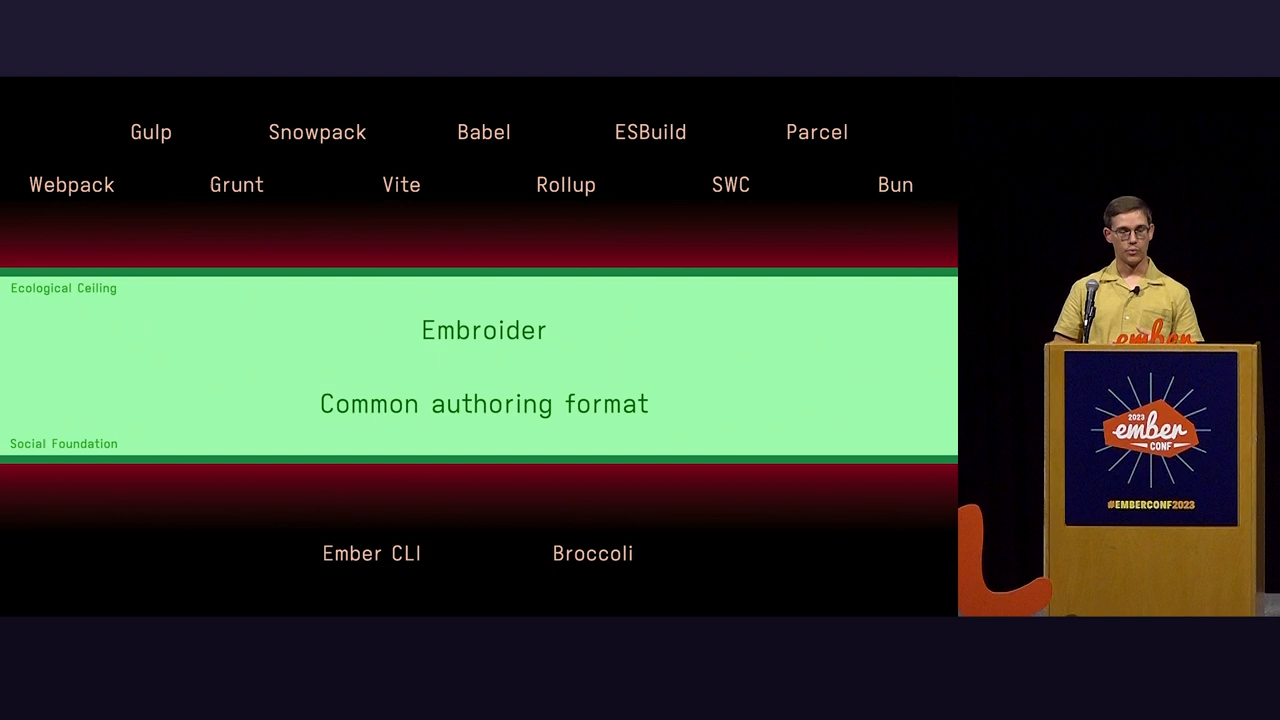 Gulp Snowpack Babel ESBuild Parcel
Webpack Grunt Vite Rollup SWC Bun
Ecological Ceiling
Embroider
Common authoring format
Social Foundation
Ember CLI Broccoli
ember
2023
ember
CONF
#EMBERCONF2023